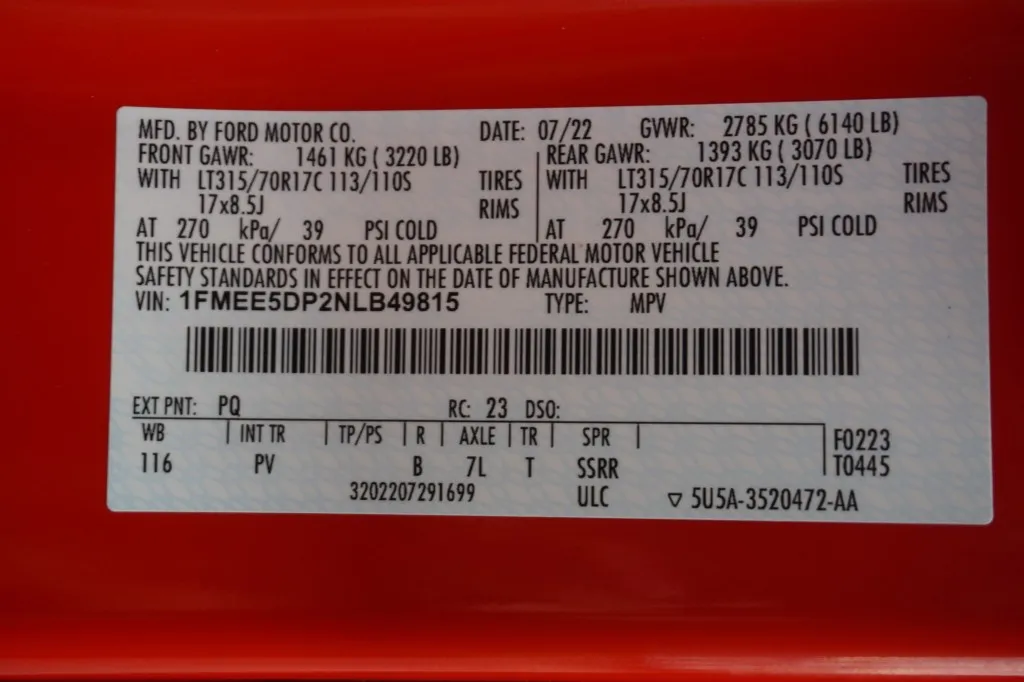 MFD. BY FORD MOTOR CO. DATE: 07/22 GVWR: 2785 KG ( 6140 LB)
FRONT GAWR: 1461 KG ( 3220 LB) REAR GAWR: 1393 KG ( 3070 LB)
WITH LT315/70R17C 113/110S TIRES WITH LT315/70R17C 113/110S TIRES
17x8.5J RIMS 17x8.5J RIMS
AT 270 kPa/ 39 PSI COLD AT 270 kPa/ 39 PSI COLD
THIS VEHICLE CONFORMS TO ALL APPLICABLE FEDERAL MOTOR VEHICLE
SAFETY STANDARDS IN EFFECT ON THE DATE OF MANUFACTURE SHOWN ABOVE.
VIN: 1FMEE5DP2NLB49815 TYPE: MPV
EXT PNT: PQ RC: 23 DSO:
WB INT TR TP/PS R AXLE TR SPR F0223
116 PV B 7L T SSRR T0445
3202207291699 ULC ▽ 5U5A-3520472-AA